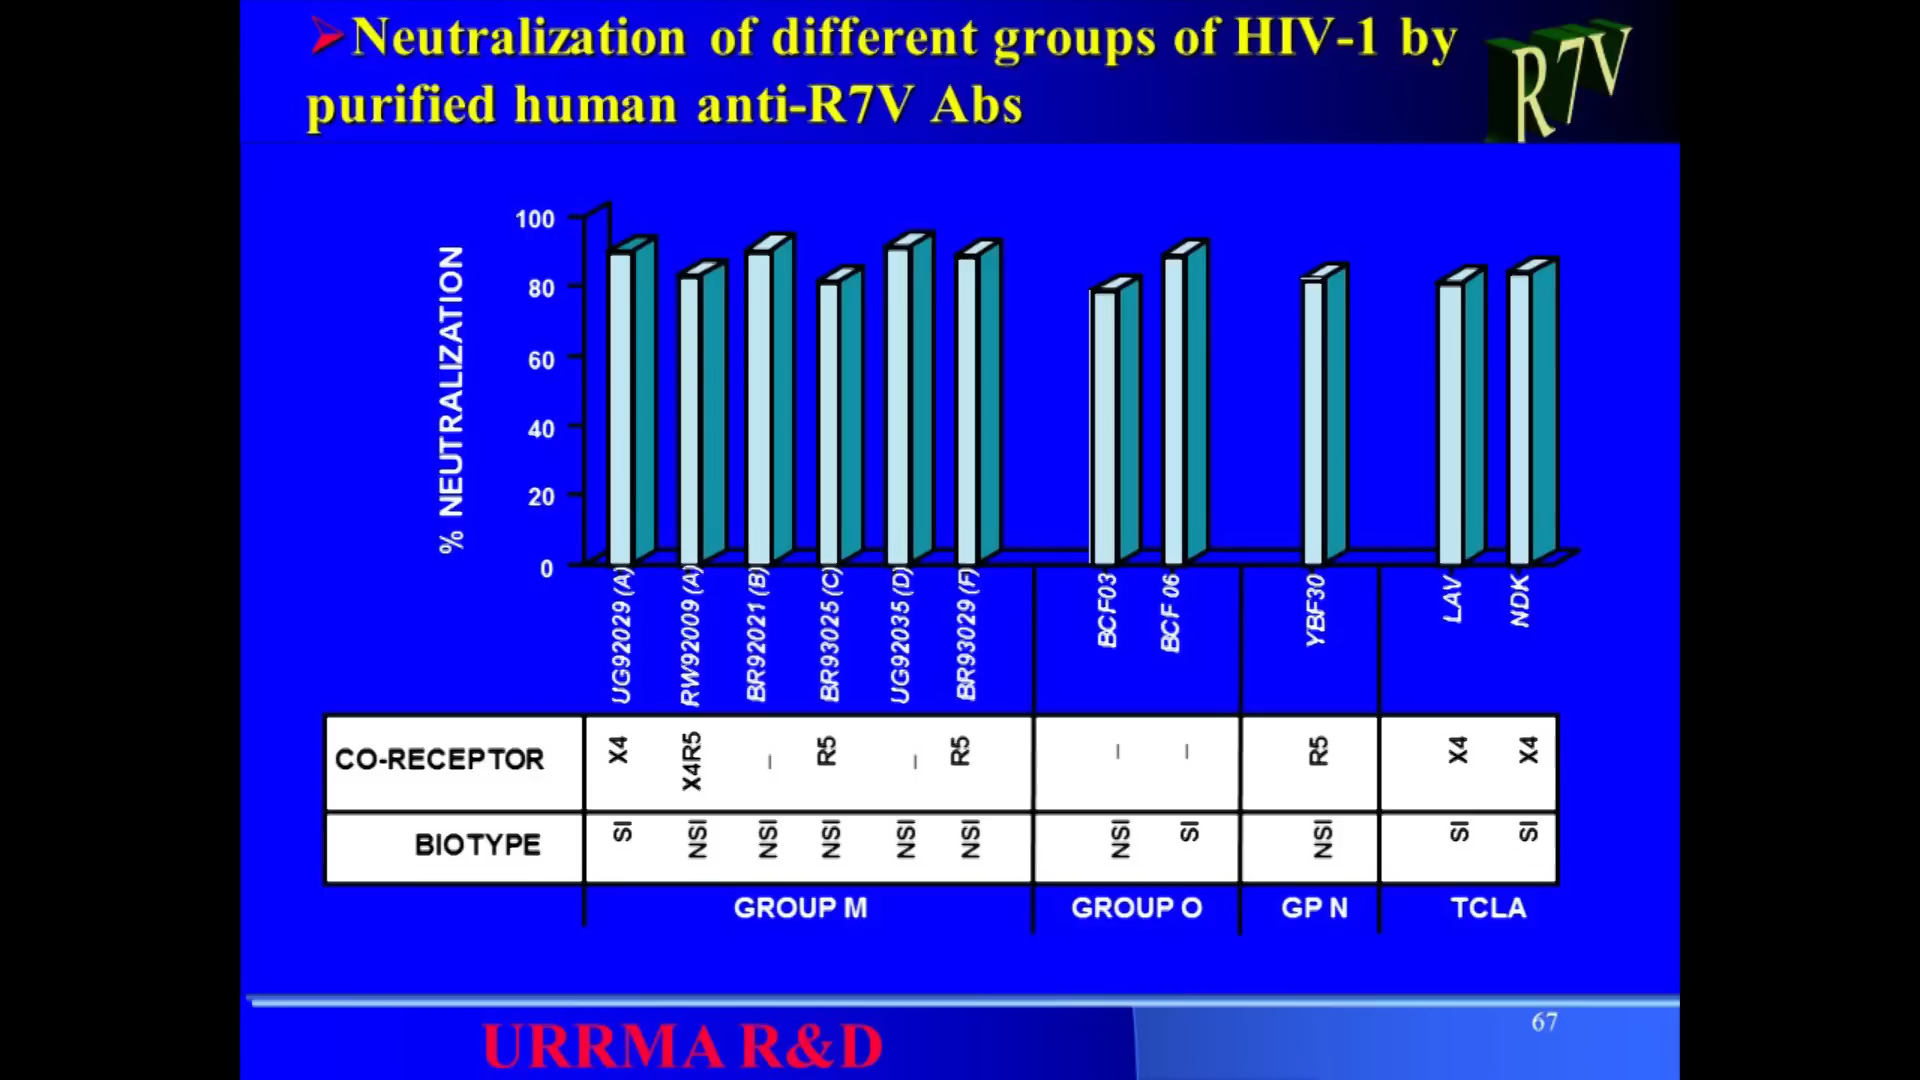 ➢Neutralization of different groups of HIV-1 by
purified human anti-R7V Abs
R7V
% NEUTRALIZATION
100
80
60
40
20
0
UG92029 (A)
RW92009 (A)
BR92021 (B)
BR93025 (C)
UG92035 (D)
BR93029 (F)
BCF03
BCF 06
YBF30
LAV
NDK
CO-RECEPTOR X4 X4R5 – R5 – R5 – – R5 X4 X4
BIOTYPE SI NSI NSI NSI NSI NSI NSI SI NSI SI SI
GROUP M GROUP O GP N TCLA
URRMA R&D
67